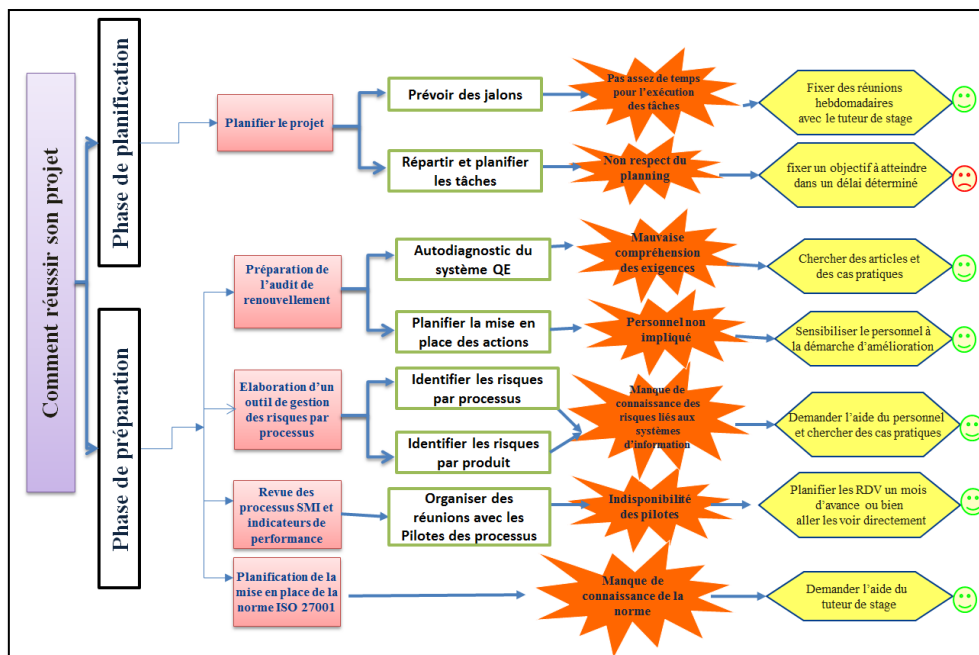 Comment réussir son projet
Phase de planification
Planifier le projet
Prévoir des jalons
Pas assez de temps
pour l'exécution
des tâches
Fixer des réunions
hebdomadaires
avec le tuteur de stage
Répartir et planifier
les tâches
Non respect du
planning
fixer un objectif à atteindre
dans un délai déterminé
Phase de préparation
Préparation de
l'audit de
renouvellement
Autodiagnostic du
système QE
Mauvaise
compréhension
des exigences
Chercher des articles et
des cas pratiques
Planifier la mise en
place des actions
Personnel non
impliqué
Sensibiliser le personnel à
la démarche d'amélioration
Elaboration d'un
outil de gestion
des risques par
processus
Identifier les risques
par processus
Identifier les risques
par produit
Manque de
connaissance des
risques liés aux
systèmes
d'information
Demander l'aide du personnel
et chercher des cas pratiques
Revue des
processus SMI et
indicateurs de
performance
Organiser des
réunions avec les
Pilotes des processus
Indisponibilité
des pilotes
Planifier les RDV un mois
d'avance ou bien
aller les voir directement
Planification de la
mise en place de la
norme ISO 27001
Manque de
connaissance de la
norme
Demander l'aide du
tuteur de stage